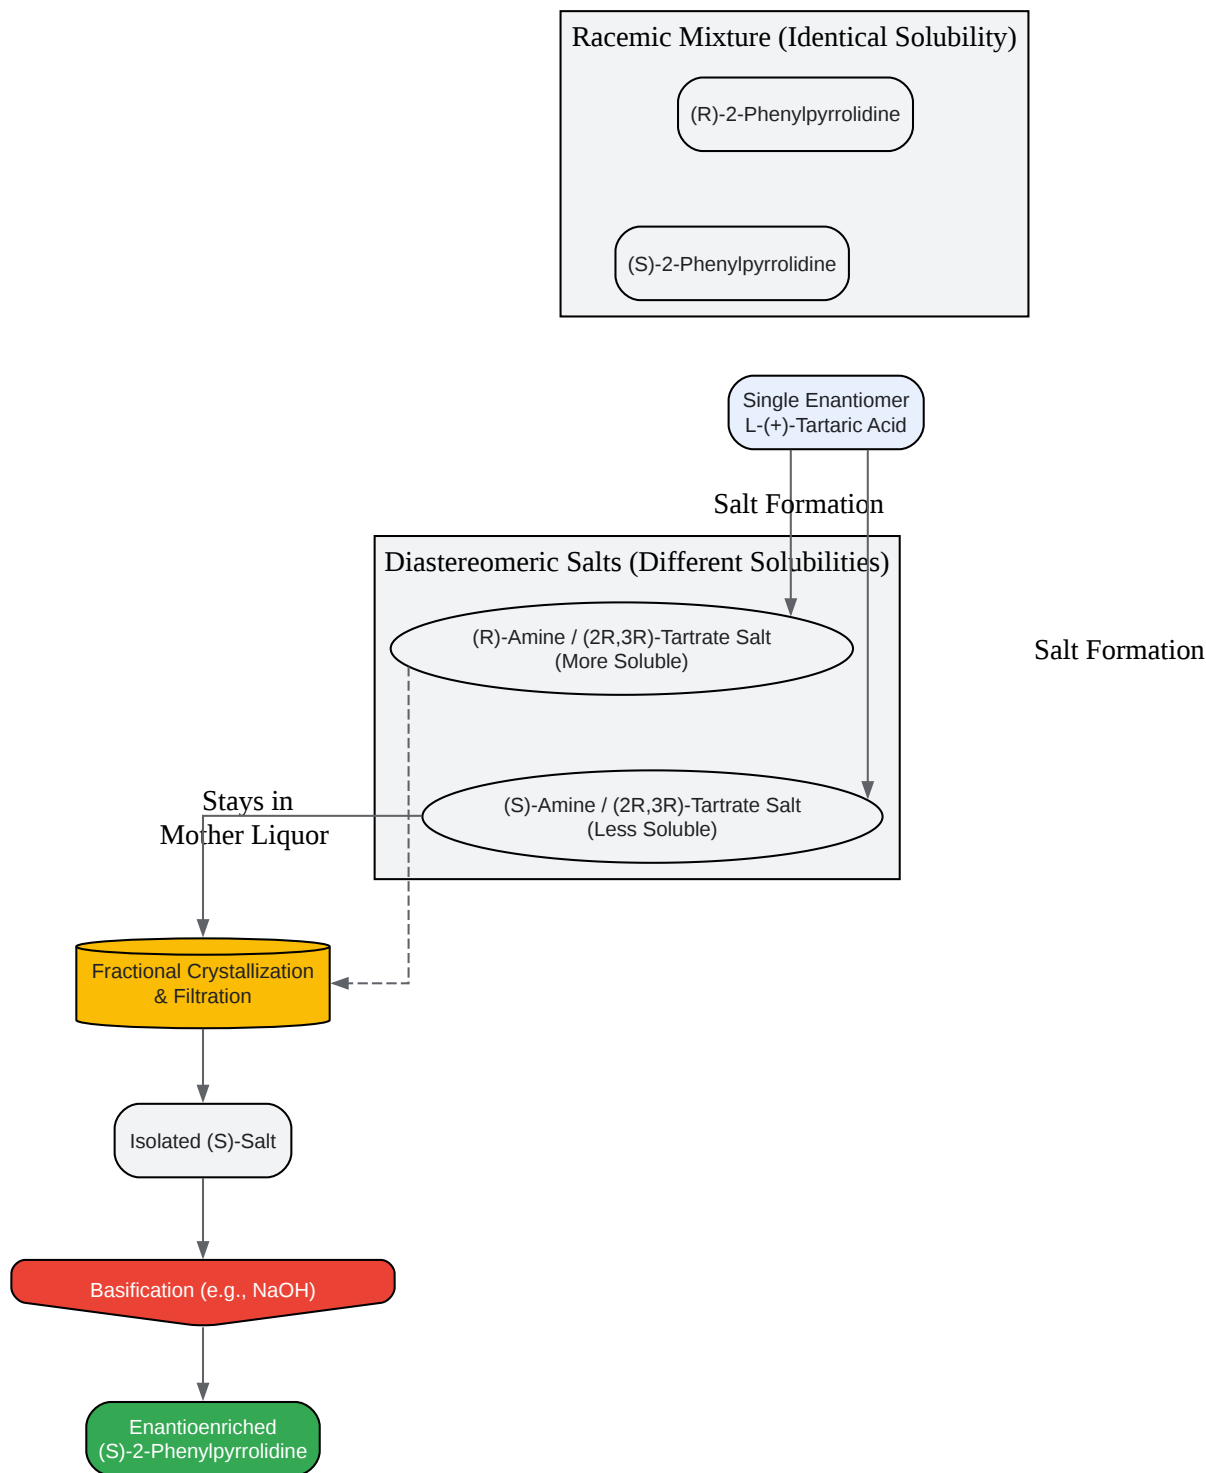 Racemic Mixture (Identical Solubility)
(R)-2-Phenylpyrrolidine
(S)-2-Phenylpyrrolidine
Single Enantiomer
L-(+)-Tartaric Acid
Salt Formation
Diastereomeric Salts (Different Solubilities)
(R)-Amine / (2R,3R)-Tartrate Salt
(More Soluble)
Salt Formation
(S)-Amine / (2R,3R)-Tartrate Salt
(Less Soluble)
Stays in
Mother Liquor
Fractional Crystallization
& Filtration
Isolated (S)-Salt
Basification (e.g., NaOH)
Enantioenriched
(S)-2-Phenylpyrrolidine